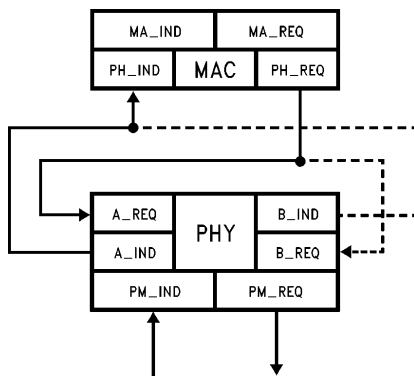 MA_IND MA_REQ
PH_IND MAC PH_REQ
A_REQ PHY B_IND
A_IND B_REQ
PM_IND PM_REQ